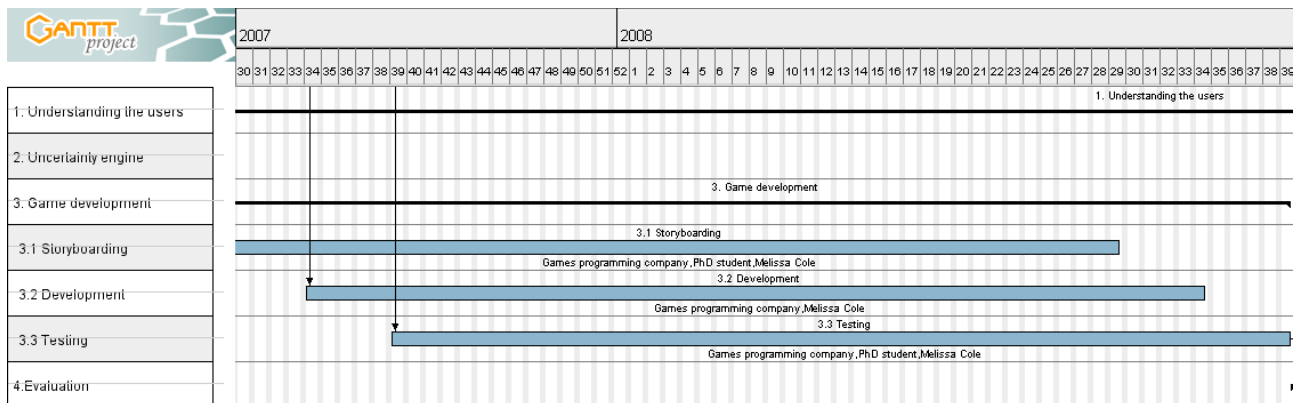 GANTT
project
2007 2008
30 31 32 33 34 35 36 37 38 39 40 41 42 43 44 45 46 47 48 49 50 51 52 1 2 3 4 5 6 7 8 9 10 11 12 13 14 15 16 17 18 19 20 21 22 23 24 25 26 27 28 29 30 31 32 33 34 35 36 37 38 39
1. Understanding the users
1. Understanding the users
2. Uncertainty engine
3. Game development
3. Game development
3.1 Storyboarding
3.1 Storyboarding
Games programming company,PhD student,Melissa Cole
3.2 Development
3.2 Development
Games programming company,Melissa Cole
3.3 Testing
3.3 Testing
Games programming company,PhD student,Melissa Cole
4.Evaluation